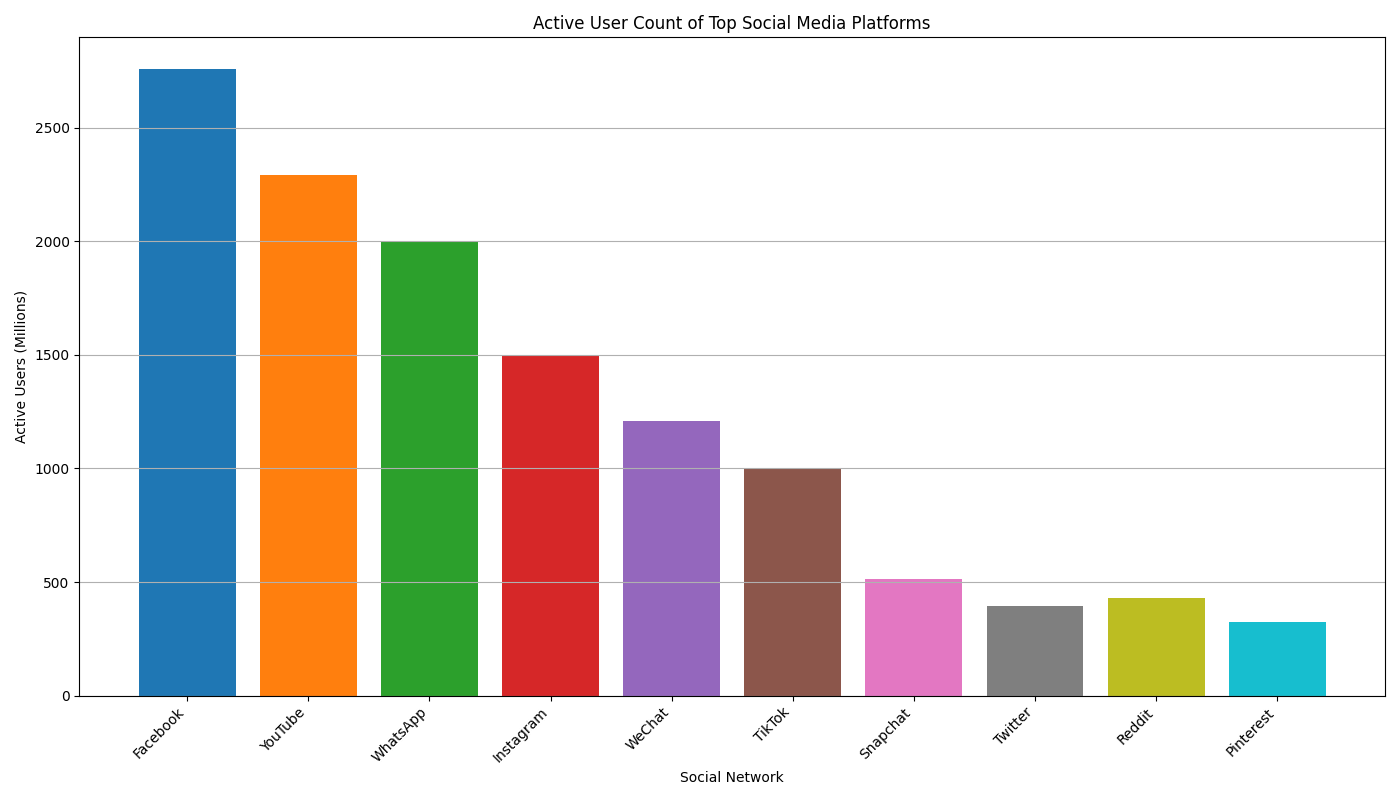 Active User Count of Top Social Media Platforms
Active Users (Millions)
2500
2000
1500
1000
500
0
Facebook
YouTube
WhatsApp
Instagram
WeChat
TikTok
Snapchat
Twitter
Reddit
Pinterest
Social Network